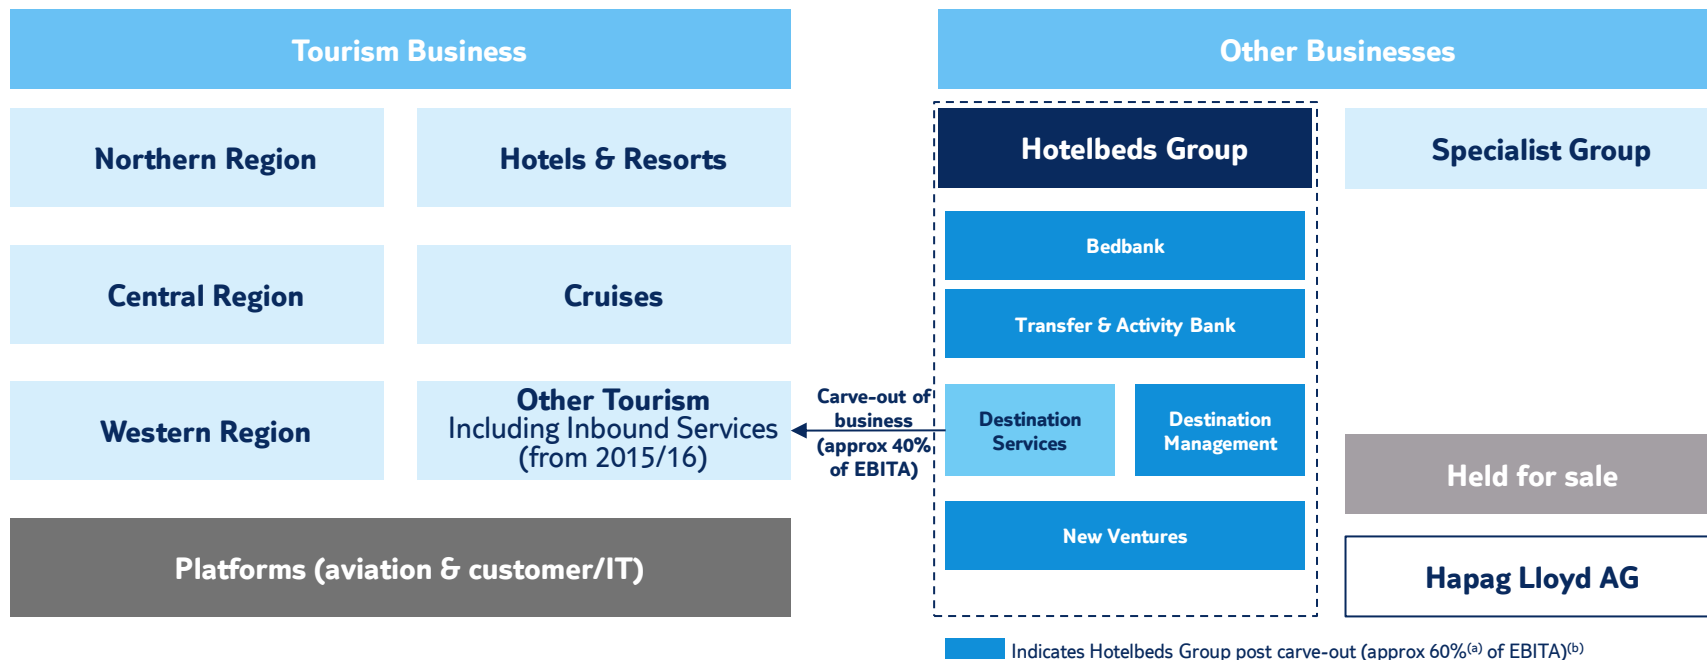 Tourism Business
Other Businesses
Northern Region
Hotels & Resorts
Hotelbeds Group
Specialist Group
Bedbank
Central Region
Cruises
Transfer & Activity Bank
Western Region
Other Tourism
Including Inbound Services
(from 2015/16)
Carve-out of
business
(approx 40%
of EBITA)
Destination
Services
Destination
Management
Held for sale
New Ventures
Platforms (aviation & customer/IT)
Hapag Lloyd AG
Indicates Hotelbeds Group post carve-out (approx 60%(a) of EBITA)(b)